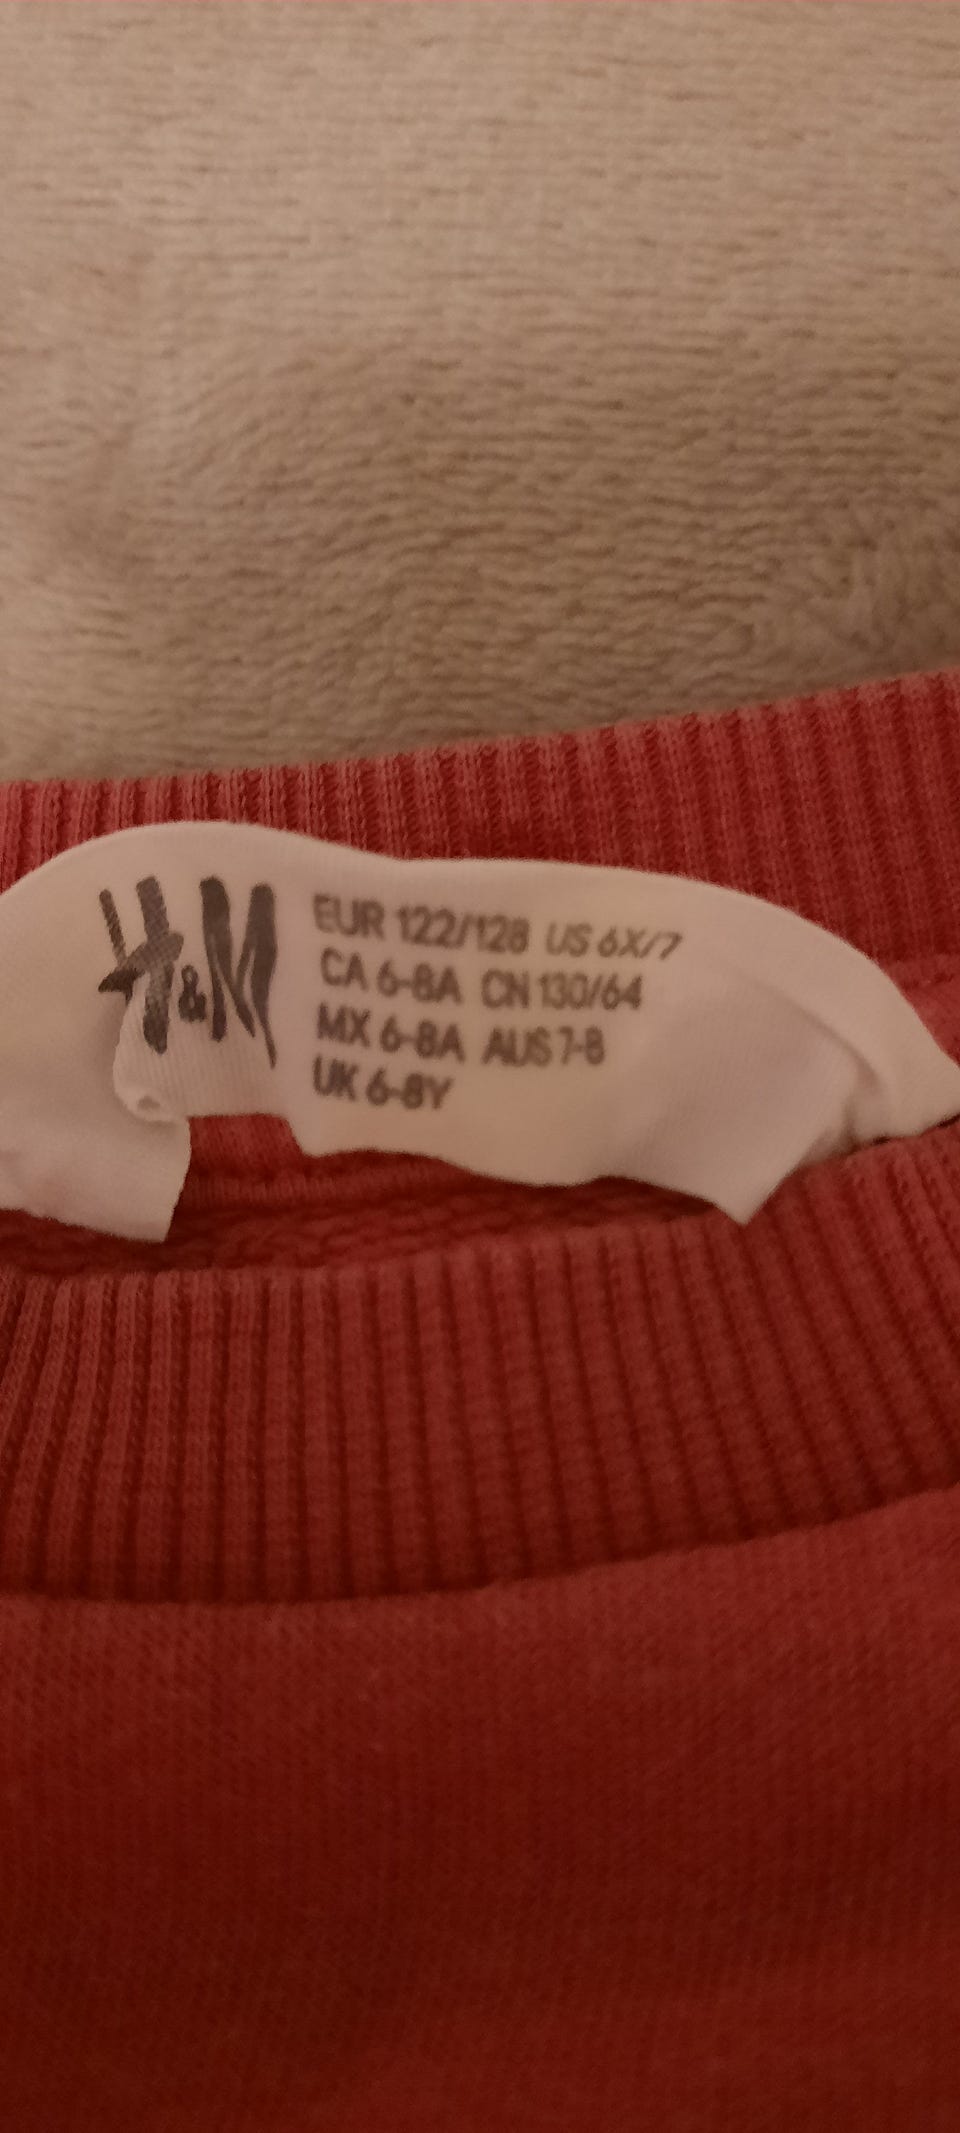 H&M
EUR 122/128 US 6X/7
CA 6-8A CN 130/64
MX 6-8A AUS 7-8
UK 6-8Y